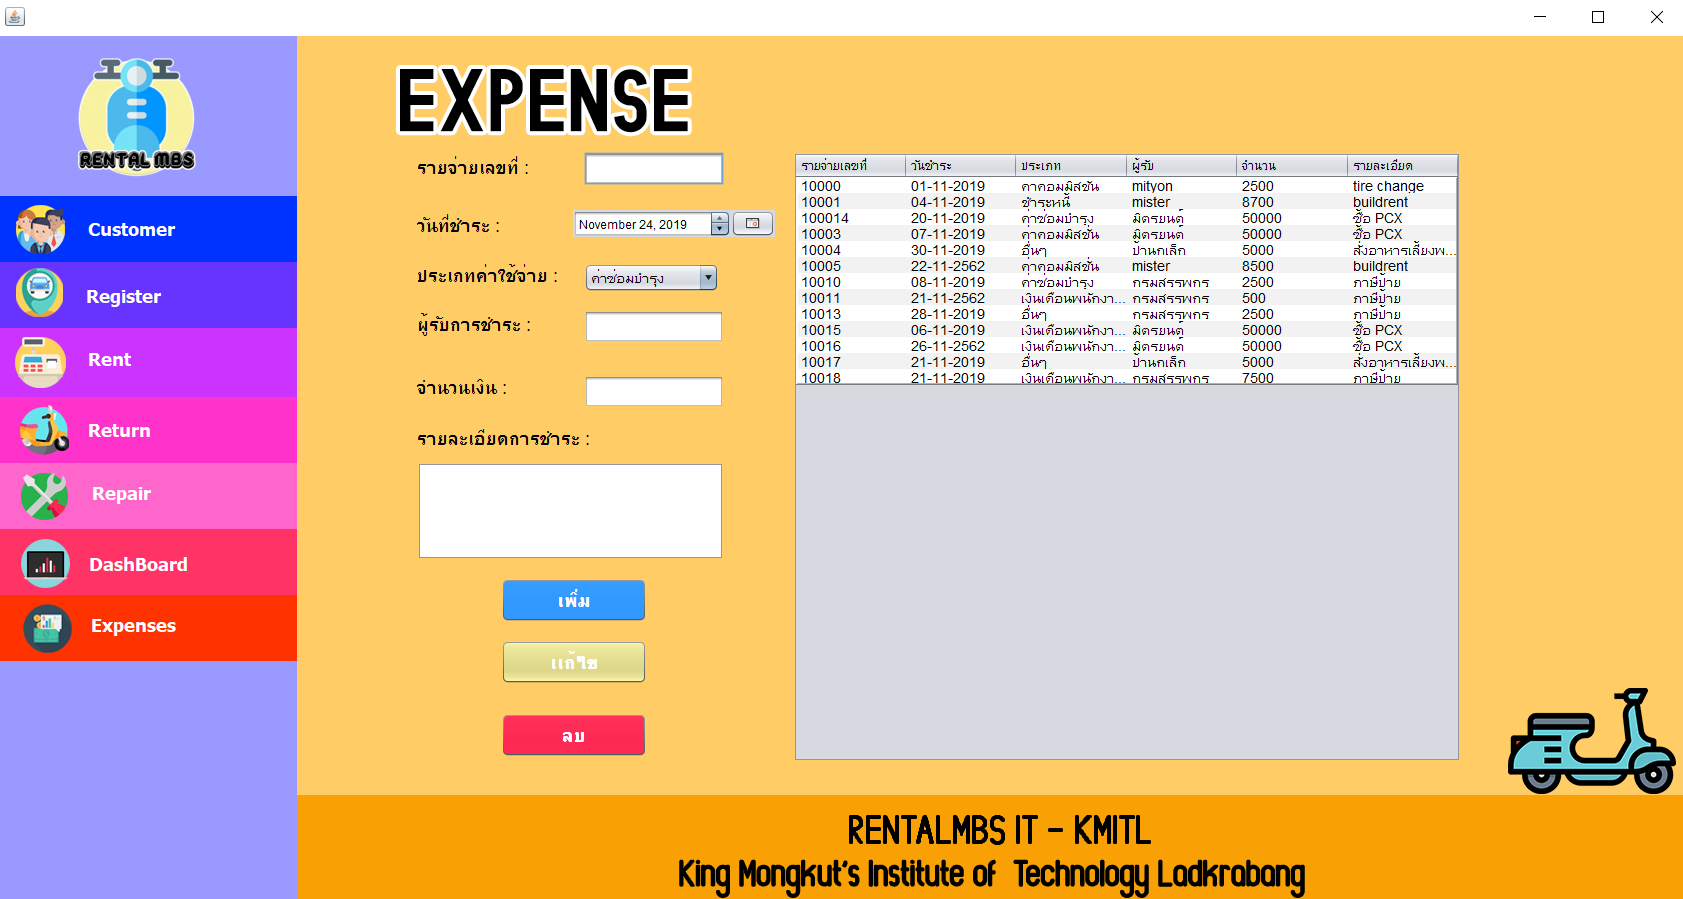 RENTAL MBS
Customer
Register
Rent
Return
Repair
DashBoard
Expenses
EXPENSE
รายจ่ายเลขที่ :
วันที่ชำระ :
November 24, 2019
ประเภทค่าใช้จ่าย :
ค่าซ่อมบำรุง
ผู้รับการชำระ :
จำนวนเงิน :
รายละเอียดการชำระ :
เพิ่ม
แก้ไข
ลบ
รายจ่ายเลขที่ วันชำระ ประเภท ผู้รับ จำนวน รายละเอียด
10000 01-11-2019 ค่าคอมมิสชั่น mityon 2500 tire change
10001 04-11-2019 ชำระหนี้ mister 8700 buildrent
100014 20-11-2019 ค่าซ่อมบำรุง มิตรยนต์ 50000 ซื้อ PCX
10003 07-11-2019 ค่าคอมมิสชั่น มิตรยนต์ 50000 ซื้อ PCX
10004 30-11-2019 อื่นๆ ป้านกเล็ก 5000 สั่งอาหารเลี้ยงพ...
10005 22-11-2562 ค่าคอมมิสชั่น mister 8500 buildrent
10010 08-11-2019 ค่าซ่อมบำรุง กรมสรรพกร 2500 ภาษีป้าย
10011 21-11-2562 เงินเดือนพนักงา... กรมสรรพกร 500 ภาษีป้าย
10013 28-11-2019 อื่นๆ กรมสรรพกร 2500 ภาษีป้าย
10015 06-11-2019 เงินเดือนพนักงา... มิตรยนต์ 50000 ซื้อ PCX
10016 26-11-2562 เงินเดือนพนักงา... มิตรยนต์ 50000 ซื้อ PCX
10017 21-11-2019 อื่นๆ ป้านกเล็ก 5000 สั่งอาหารเลี้ยงพ...
10018 21-11-2019 เงินเดือนพนักงา... กรมสรรพกร 7500 ภาษีป้าย
RENTALMBS IT - KMITL
King Mongkut's Institute of Technology Ladkrabang